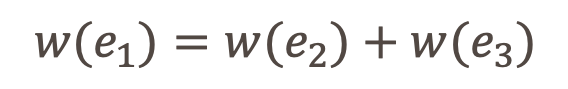 w(e₁) = w(e₂) + w(e₃)